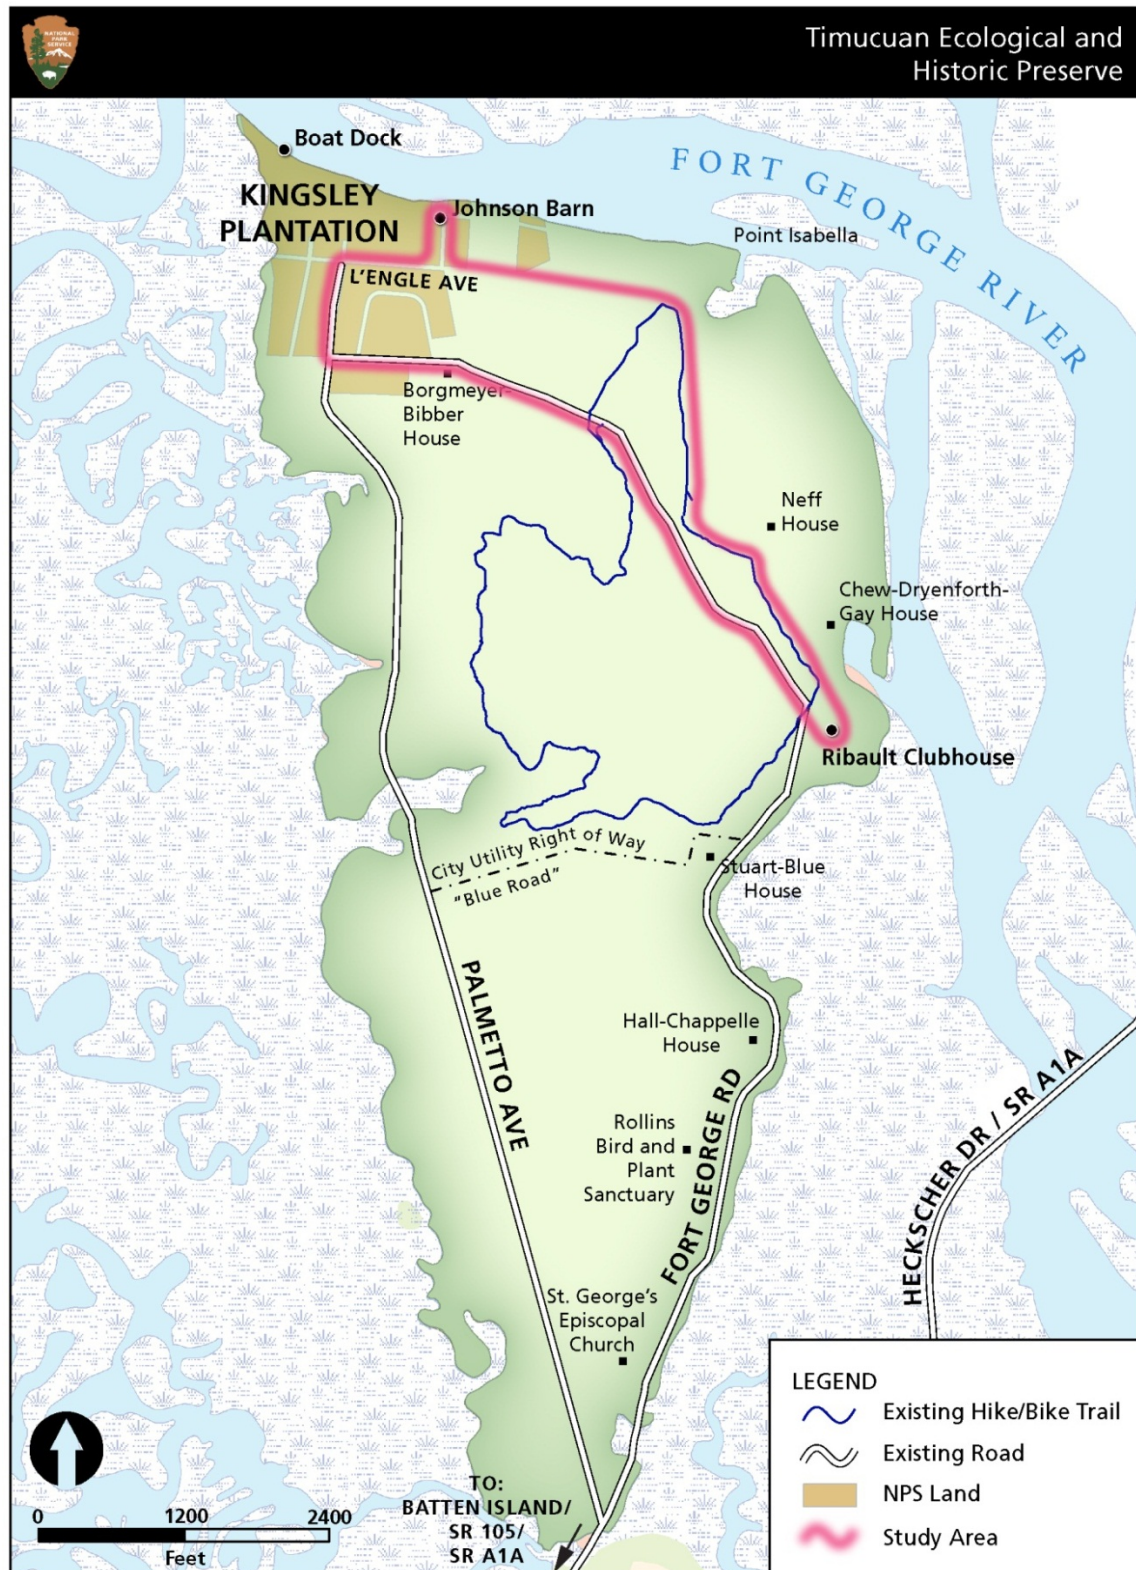 NATIONAL
PARK
SERVICE
Timucuan Ecological and
Historic Preserve
Boat Dock
KINGSLEY
PLANTATION
Johnson Barn
FORT GEORGE RIVER
Point Isabella
L'ENGLE AVE
Borgmeyer-
Bibber
House
Neff
House
Chew-Dryenforth-
Gay House
Ribault Clubhouse
City Utility Right of Way
"Blue Road"
Stuart-Blue
House
PALMETTO AVE
Hall-Chappelle
House
Rollins
Bird and
Plant
Sanctuary
FORT GEORGE RD
HECKSCHER DR / SR A1A
St. George's
Episcopal
Church
TO:
BATTEN ISLAND/
SR 105/
SR A1A
0 1200 2400
Feet
LEGEND
Existing Hike/Bike Trail
Existing Road
NPS Land
Study Area